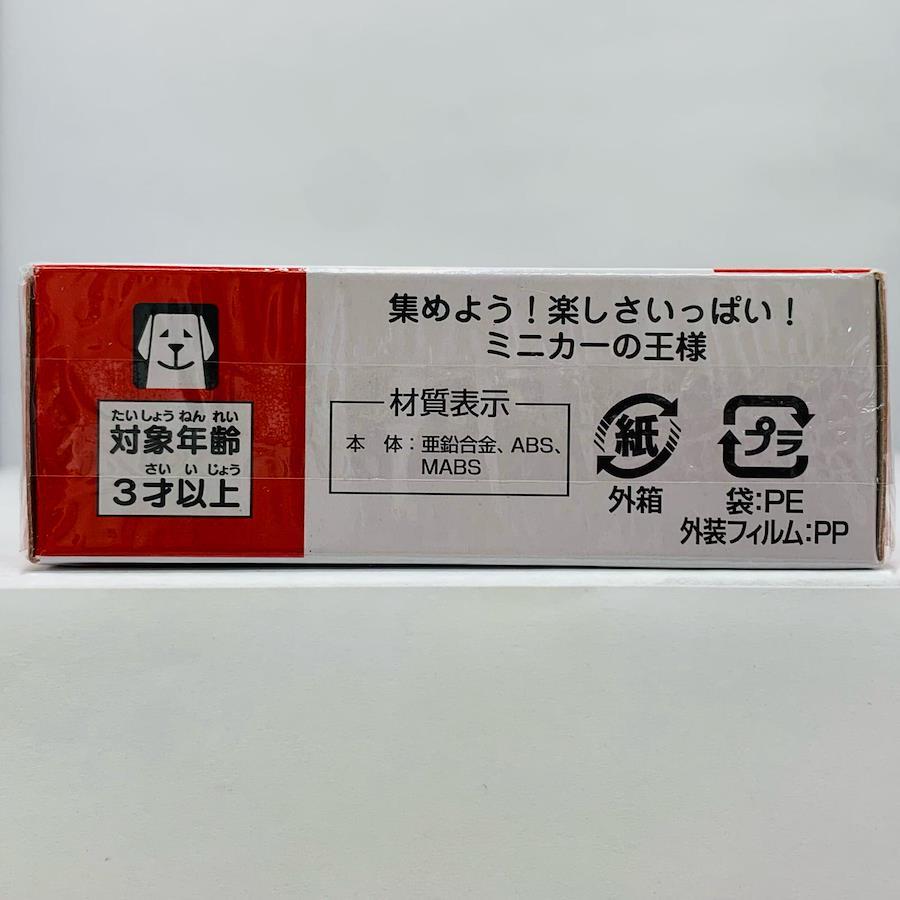 集めよう！楽しさいっぱい！
ミニカーの王様
たいしょうねんれい
対象年齢
さいいじょう
3才以上
材質表示
本 体：亜鉛合金、ABS、
MABS
紙
外箱
プラ
袋：PE
外装フィルム：PP